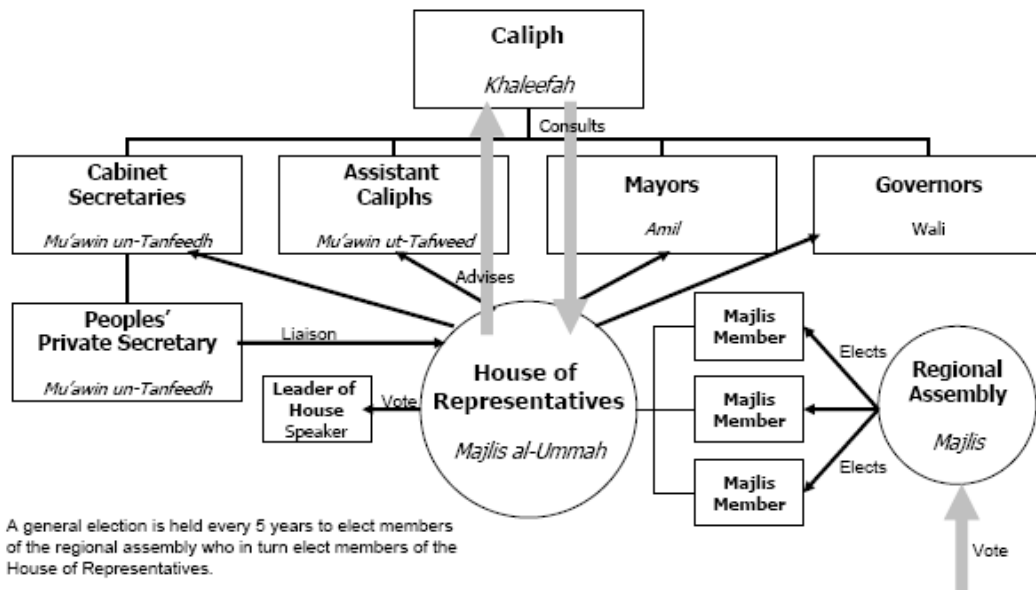 Caliph
Khaleefah
Consults
Cabinet
Secretaries
Mu'awin un-Tanfeedh
Assistant
Caliphs
Mu'awin ut-Tafweed
Mayors
Amil
Governors
Wali
Advises
Peoples'
Private Secretary
Mu'awin un-Tanfeedh
Liaison
Leader of
House
Speaker
Vote
House of
Representatives
Majlis al-Ummah
Majlis
Member
Majlis
Member
Majlis
Member
Elects
Elects
Regional
Assembly
Majlis
Vote
A general election is held every 5 years to elect members
of the regional assembly who in turn elect members of the
House of Representatives.